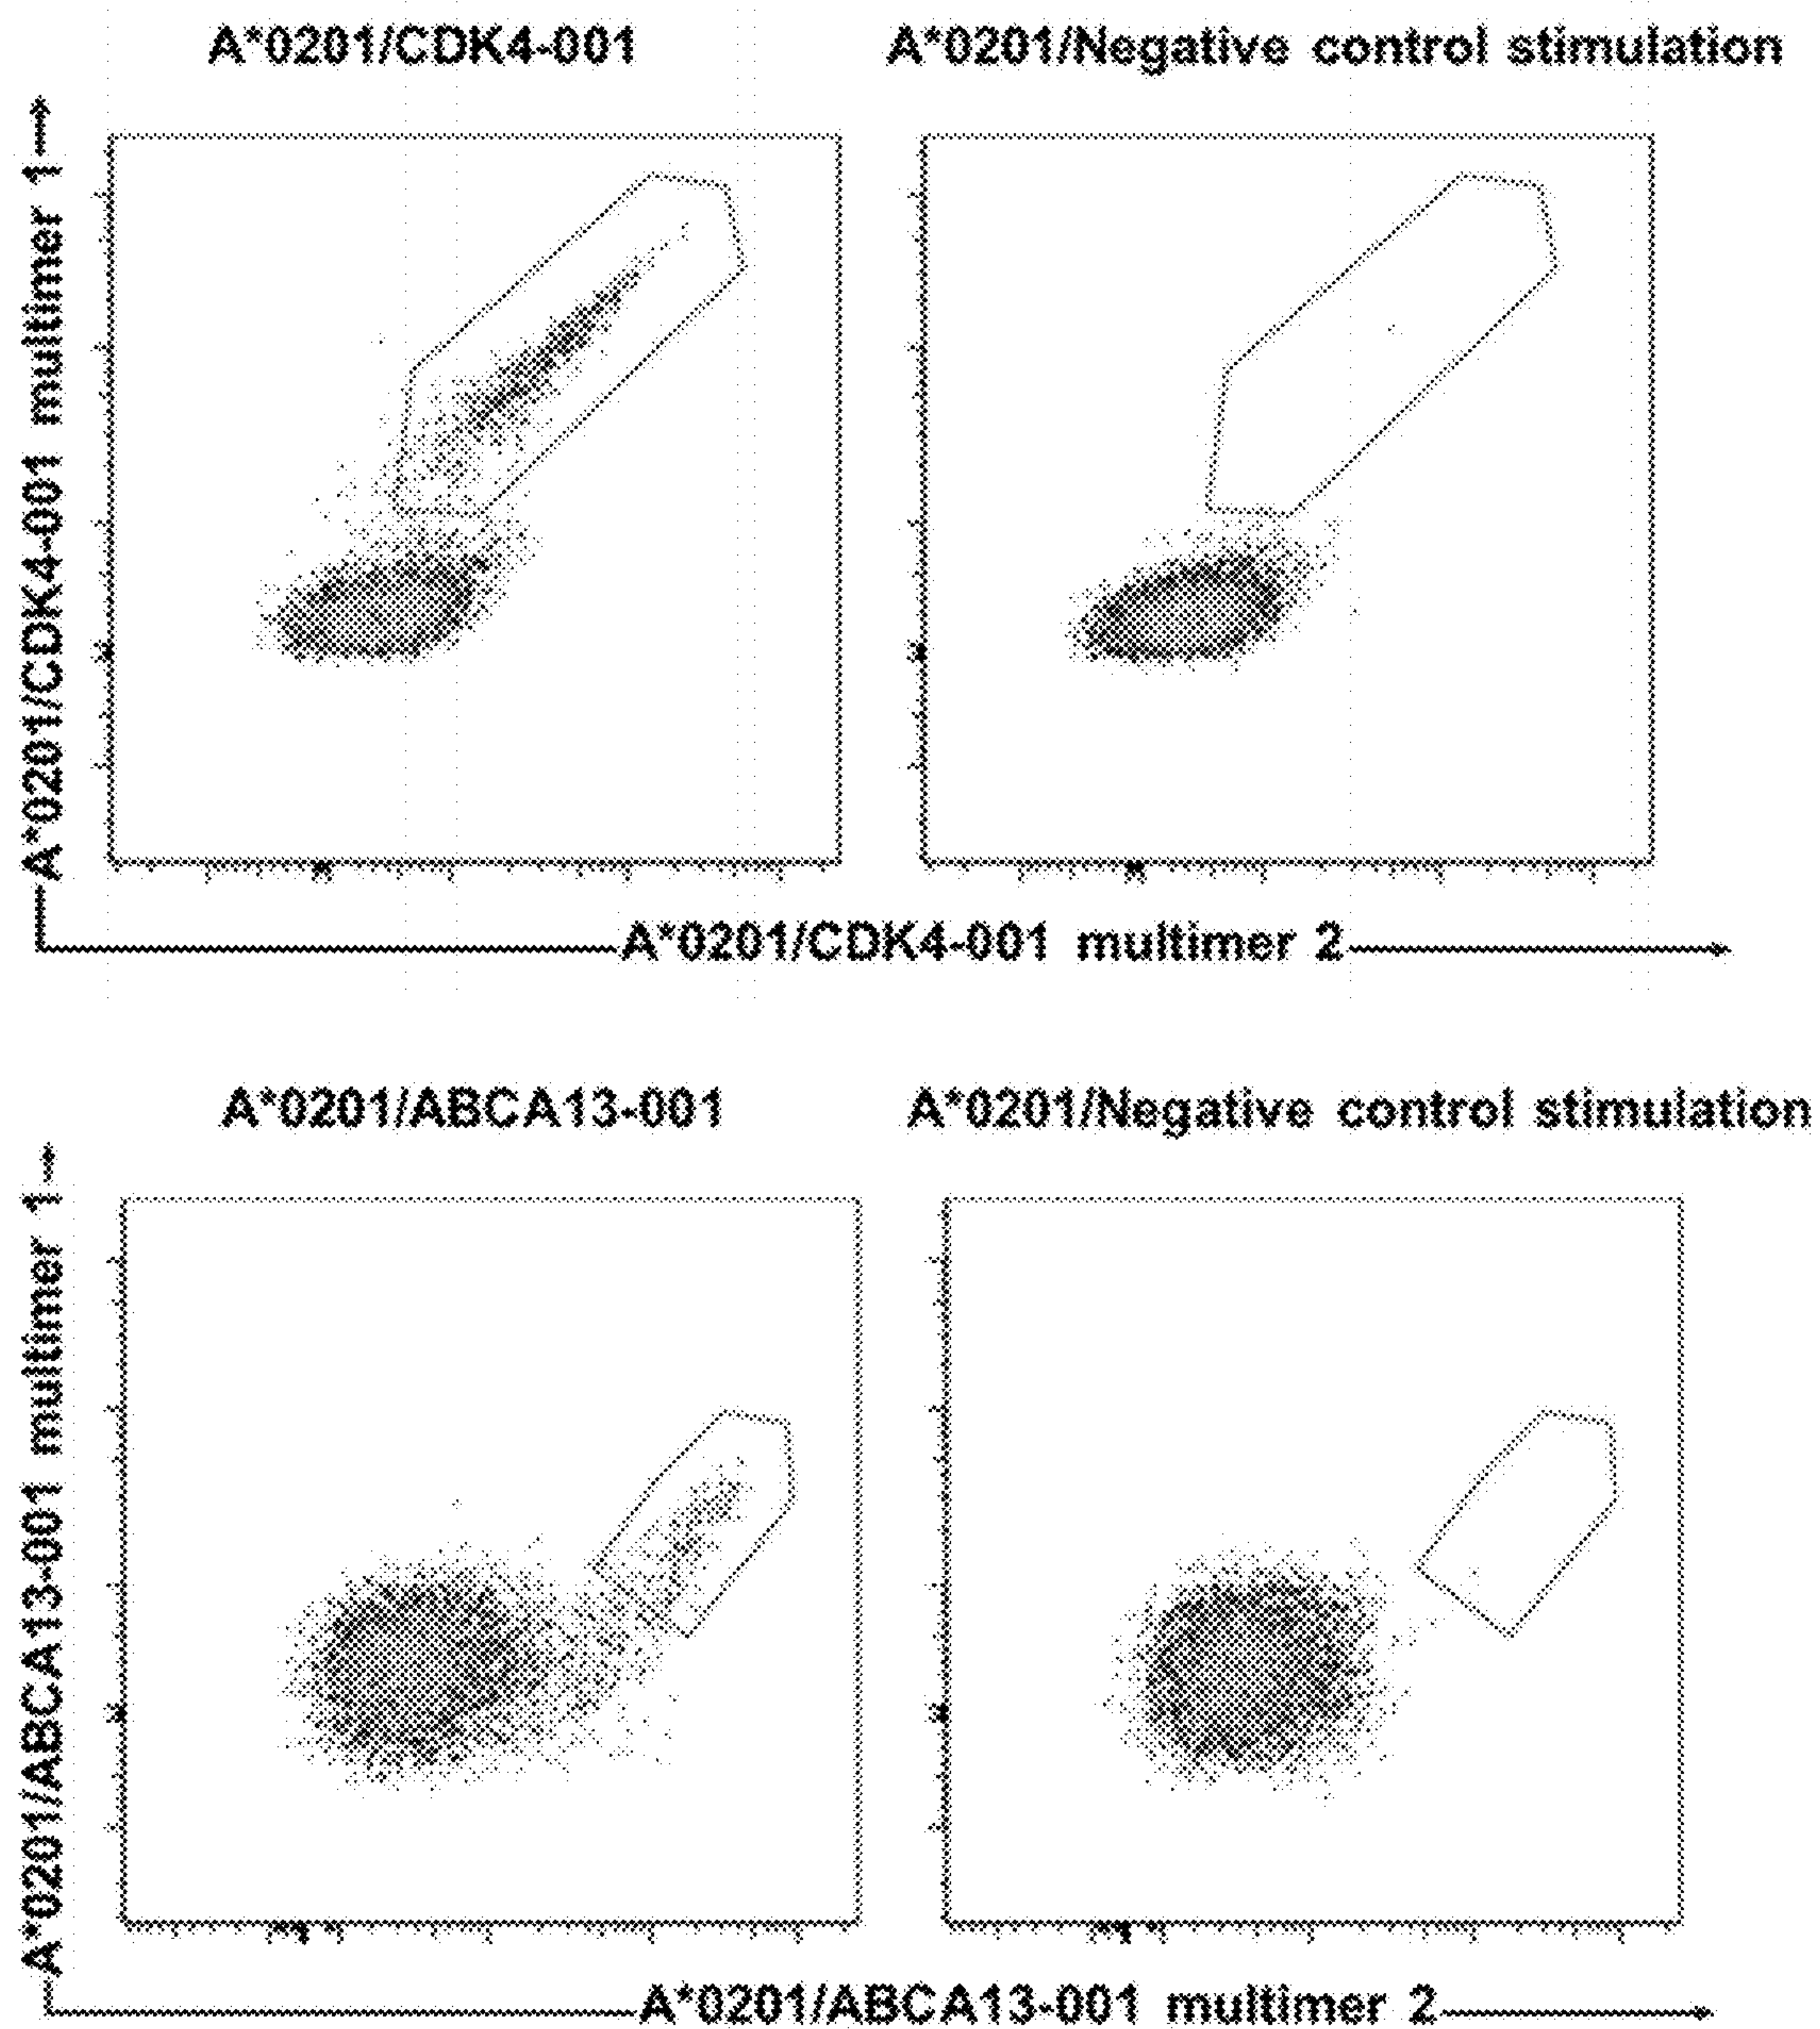 A*0201/CDK4-001
A*0201/Negative control stimulation
A*0201/CDK4-001 multimer 1
A*0201/CDK4-001 multimer 2
A*0201/ABCA13-001
A*0201/Negative control stimulation
A*0201/ABCA13-001 multimer 1
A*0201/ABCA13-001 multimer 2